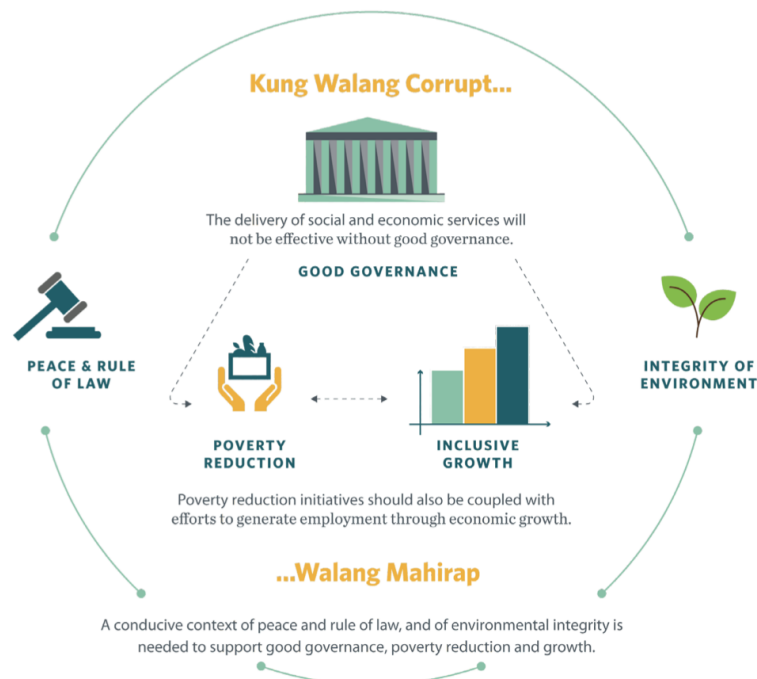 Kung Walang Corrupt...
The delivery of social and economic services will
not be effective without good governance.
GOOD GOVERNANCE
PEACE & RULE
OF LAW
INTEGRITY OF
ENVIRONMENT
POVERTY
REDUCTION
INCLUSIVE
GROWTH
Poverty reduction initiatives should also be coupled with
efforts to generate employment through economic growth.
...Walang Mahirap
A conducive context of peace and rule of law, and of environmental integrity is
needed to support good governance, poverty reduction and growth.